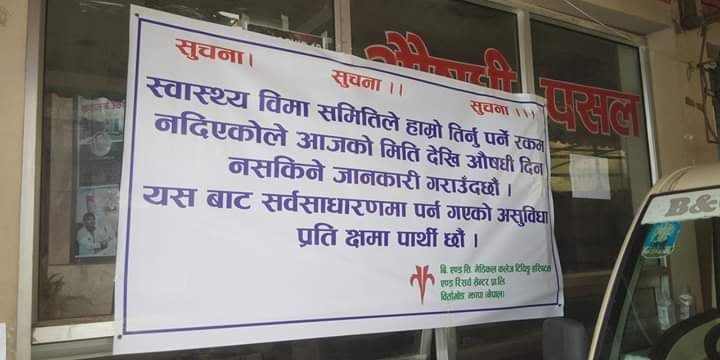 सुचना।
सुचना ।।
सुचना ।।।
स्वास्थ्य विमा समितिले हाम्रो तिर्नु पर्ने रकम
नदिएकोले आजको मिति देखि औषधी दिन
नसकिने जानकारी गराउँदछौ ।
यस बाट सर्वसाधारणमा पर्न गएको असुविधा
प्रति क्षमा पार्थी छौ ।
बि. एण्ड सि. मेडिकल कलेज टिचिङ्ग हस्पिटल
एण्ड रिसर्च सेन्टर प्रा.लि.
विर्तामोड झापा (नेपाल)
पसल
B&C